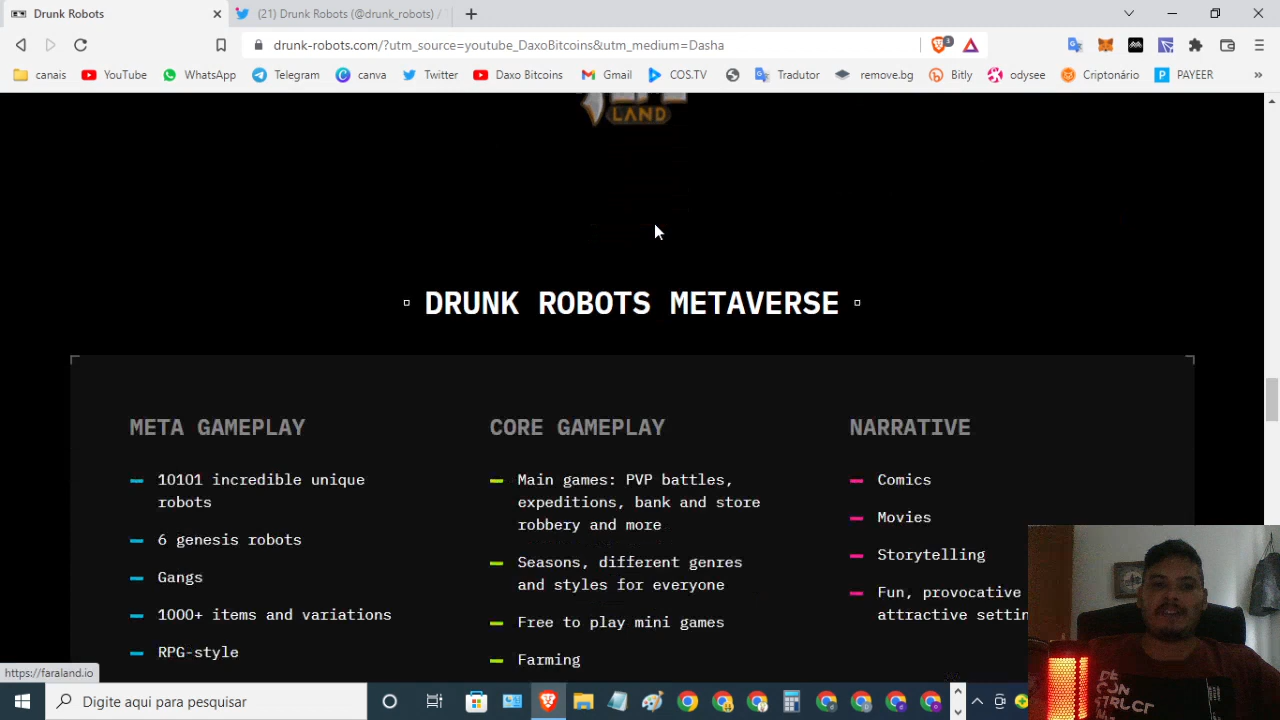 Drunk Robots
(21) Drunk Robots (@drunk_robots) /
drunk-robots.com/?utm_source=youtube_DaxoBitcoins&utm_medium=Dasha
3
canais
YouTube
WhatsApp
Telegram
canva
Twitter
Daxo Bitcoins
Gmail
COS.TV
Tradutor
remove.bg
Bitly
odysee
Criptonário
PAYEER
LAND
DRUNK ROBOTS METAVERSE
META GAMEPLAY
10101 incredible unique
robots
6 genesis robots
Gangs
1000+ items and variations
RPG-style
CORE GAMEPLAY
Main games: PVP battles,
expeditions, bank and store
robbery and more
Seasons, different genres
and styles for everyone
Free to play mini games
Farming
NARRATIVE
Comics
Movies
Storytelling
Fun, provocative
attractive settin
DE
CON
STRUCT
https://faraland.io
Digite aqui para pesquisar